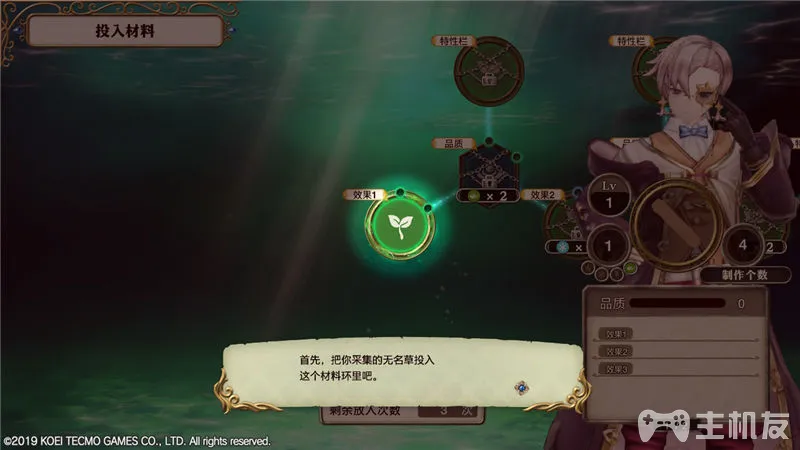 投入材料
特性栏
特性栏
品质
× 2
效果1
效果2
×
Lv
1
1
4
2
制作个数
品质
0
效果1
效果2
效果3
首先，把你采集的无名草投入
这个材料环里吧。
剩余放入次数
3 次
©2019 KOEI TECMO GAMES CO., LTD. All rights reserved.
主机友